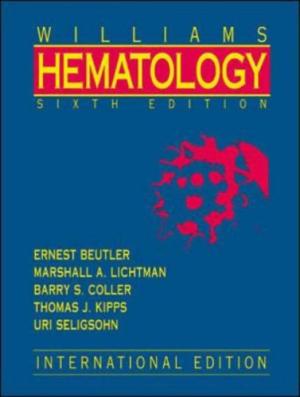 WILLIAMS
HEMATOLOGY
SIXTH EDITION
ERNEST BEUTLER
MARSHALL A. LICHTMAN
BARRY S. COLLER
THOMAS J. KIPPS
URI SELIGSOHN
INTERNATIONAL EDITION